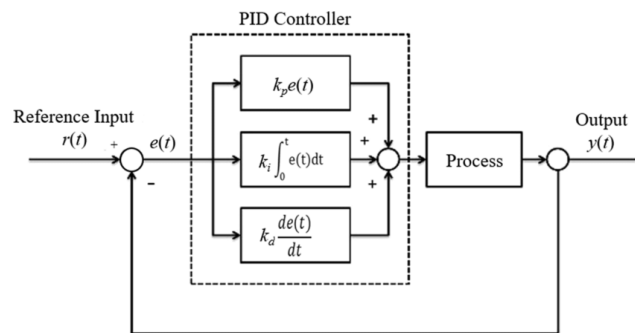 PID Controller
k_p e(t)
Reference Input
r(t)
+
e(t)
-
k_i ∫_0^t e(t)dt
+
+
+
Process
Output
y(t)
k_d de(t)/dt